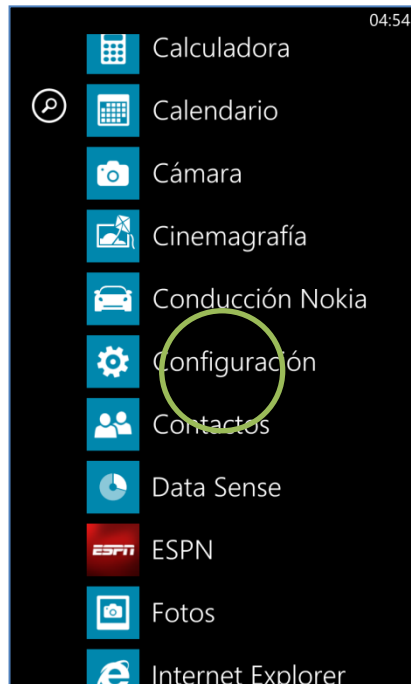 04:54
Calculadora
Calendario
Cámara
Cinemagrafía
Conducción Nokia
Configuración
Contactos
Data Sense
ESPN ESPN
Fotos
Internet Explorer